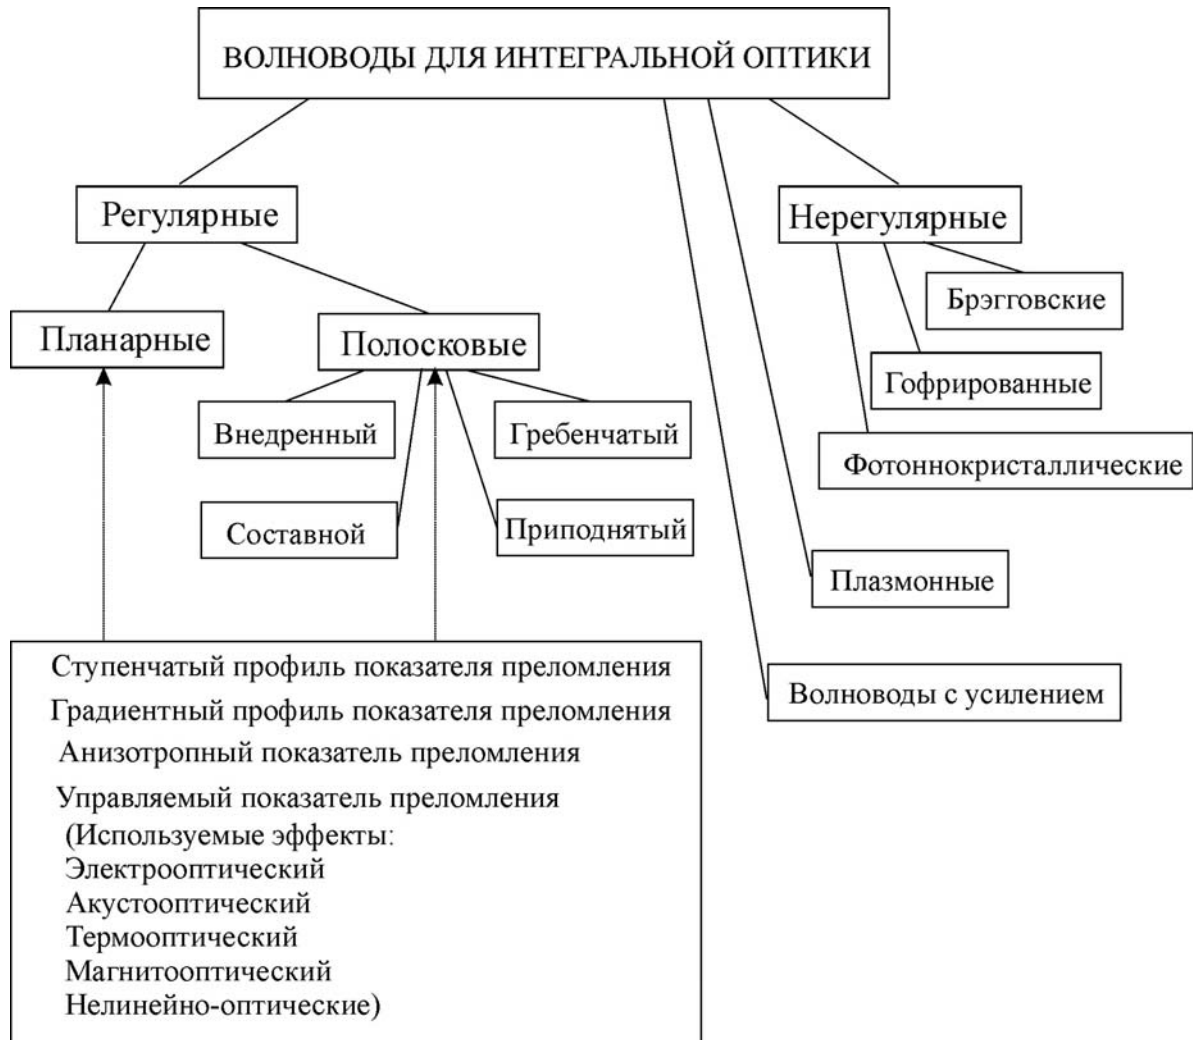 ВОЛНОВОДЫ ДЛЯ ИНТЕГРАЛЬНОЙ ОПТИКИ
Регулярные
Нерегулярные
Планарные
Полосковые
Брэгговские
Гофрированные
Внедренный
Гребенчатый
Фотоннокристаллические
Составной
Приподнятый
Плазмонные
Волноводы с усилением
Ступенчатый профиль показателя преломления
Градиентный профиль показателя преломления
Анизотропный показатель преломления
Управляемый показатель преломления
(Используемые эффекты:
Электрооптический
Акустооптический
Термооптический
Магнитооптический
Нелинейно-оптические)